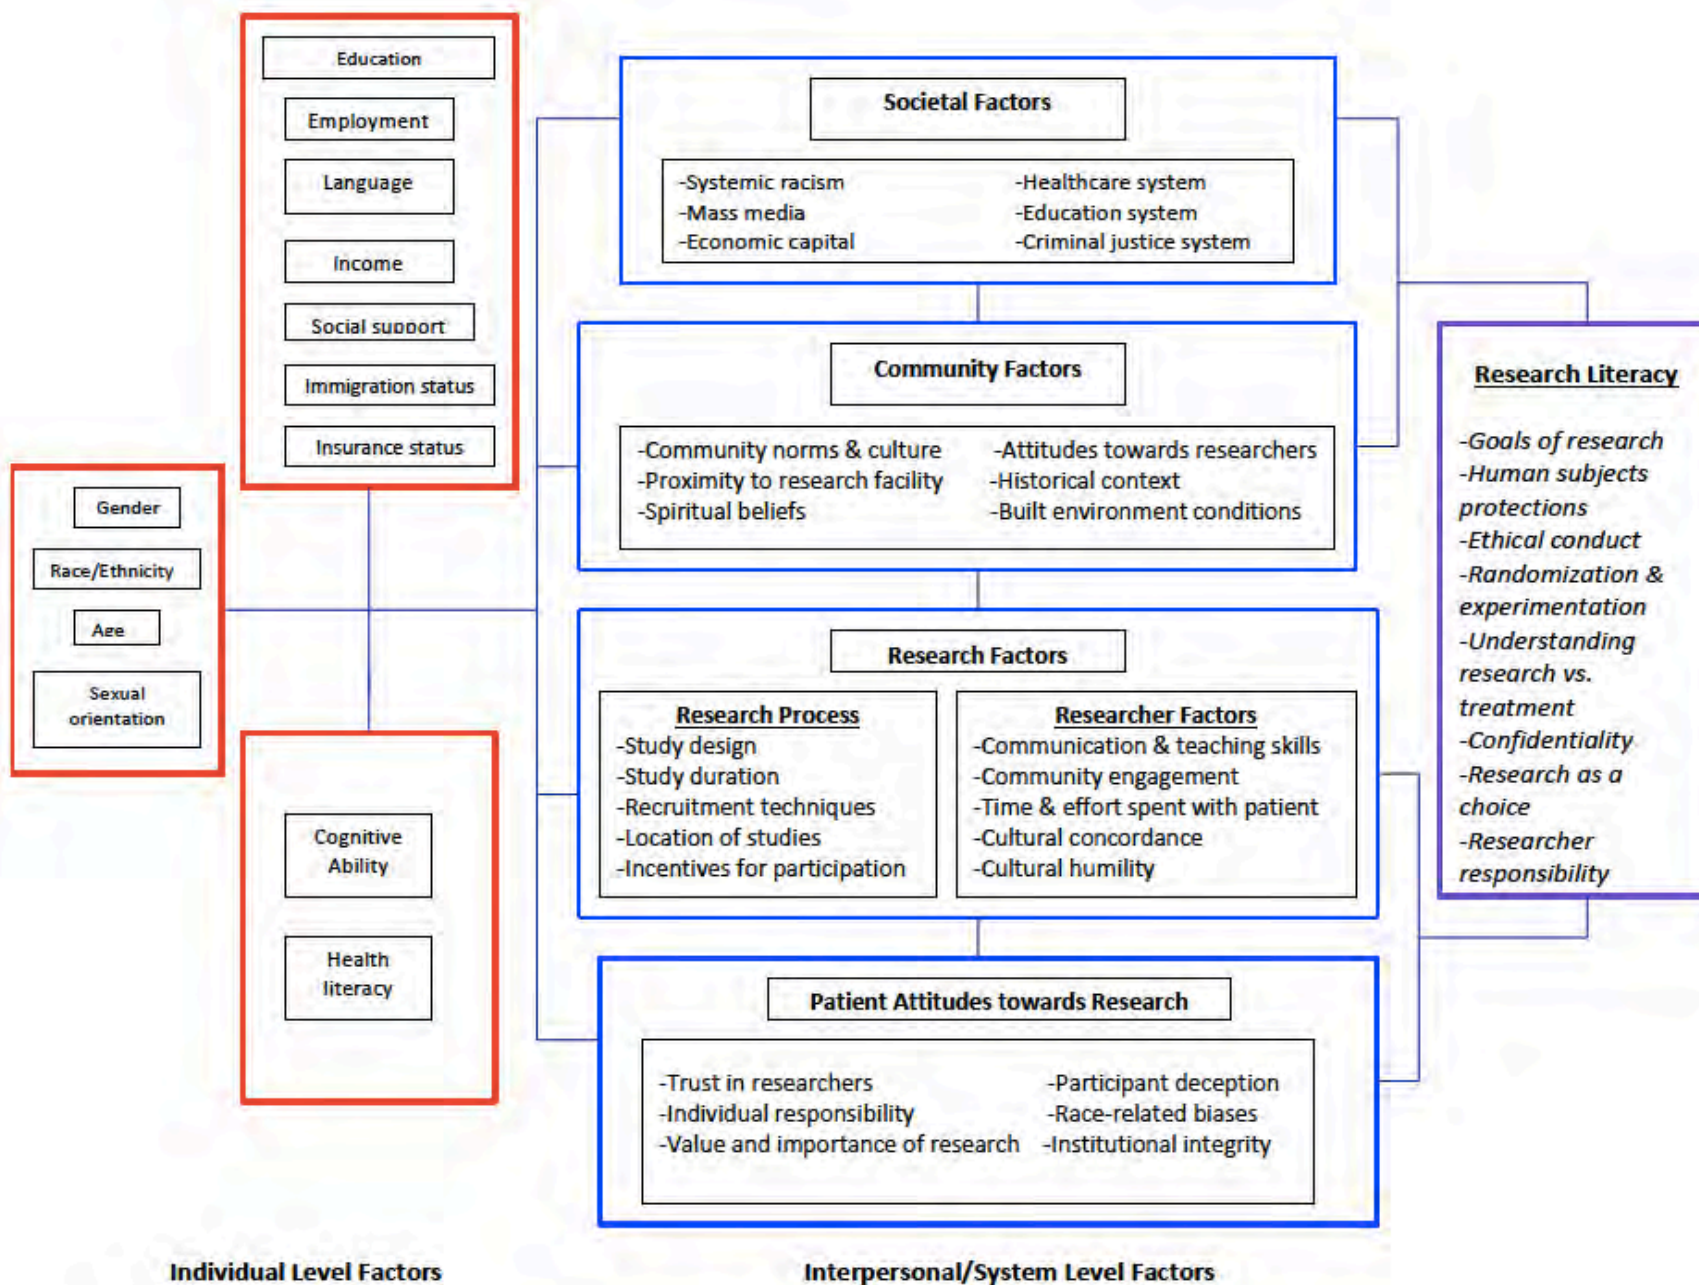 Education
Employment
Language
Income
Social support
Immigration status
Insurance status
Gender
Race/Ethnicity
Age
Sexual
orientation
Cognitive
Ability
Health
literacy
Societal Factors
-Systemic racism
-Mass media
-Economic capital
-Healthcare system
-Education system
-Criminal justice system
Community Factors
-Community norms & culture
-Proximity to research facility
-Spiritual beliefs
-Attitudes towards researchers
-Historical context
-Built environment conditions
Research Factors
Research Process
-Study design
-Study duration
-Recruitment techniques
-Location of studies
-Incentives for participation
Researcher Factors
-Communication & teaching skills
-Community engagement
-Time & effort spent with patient
-Cultural concordance
-Cultural humility
Patient Attitudes towards Research
-Trust in researchers
-Individual responsibility
-Value and importance of research
-Participant deception
-Race-related biases
-Institutional integrity
Research Literacy
-Goals of research
-Human subjects
protections
-Ethical conduct
-Randomization &
experimentation
-Understanding
research vs.
treatment
-Confidentiality
-Research as a
choice
-Researcher
responsibility
Individual Level Factors
Interpersonal/System Level Factors